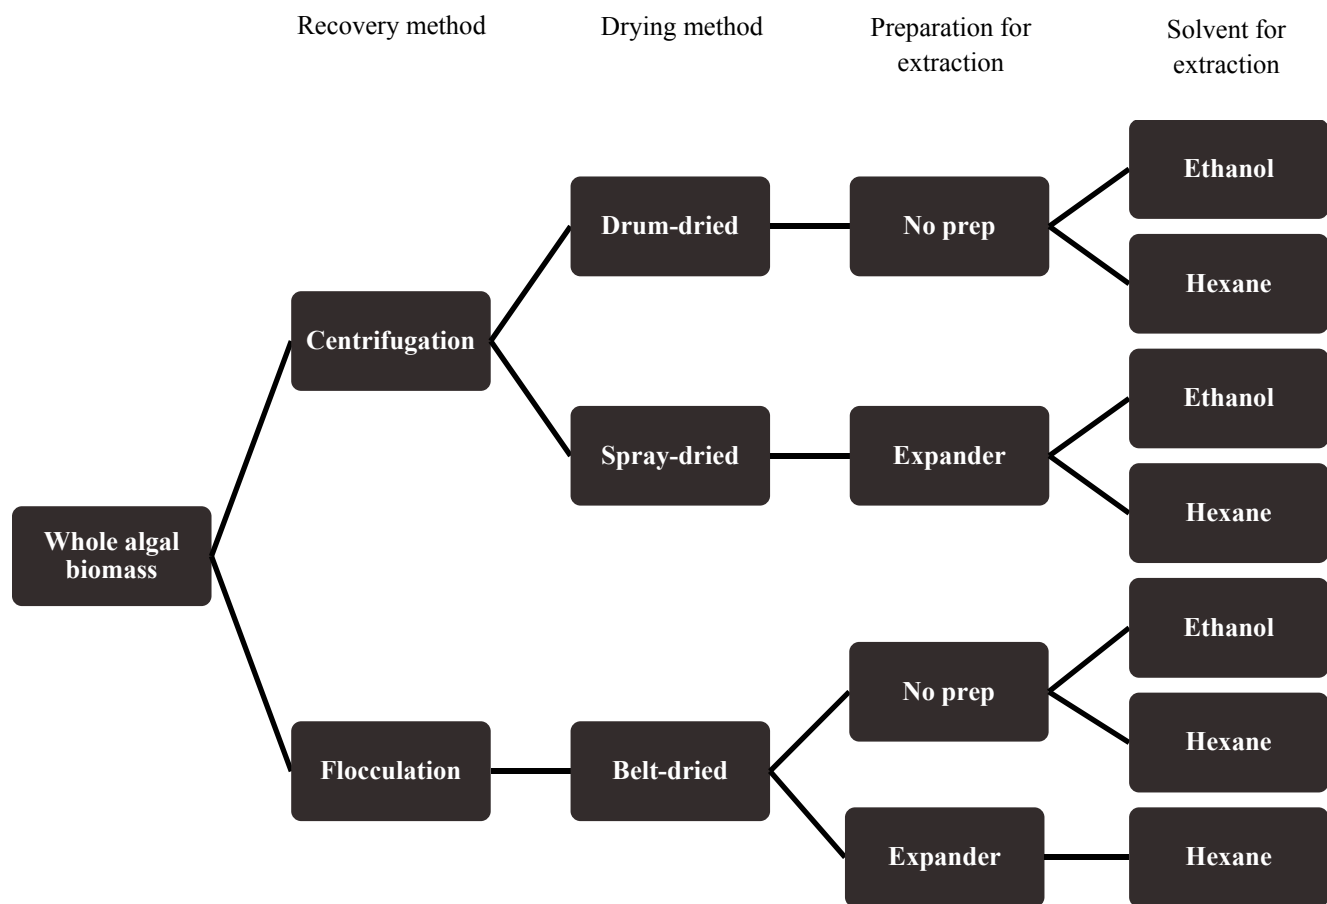 Recovery method
Drying method
Preparation for
extraction
Solvent for
extraction
Ethanol
Drum-dried
No prep
Hexane
Centrifugation
Ethanol
Spray-dried
Expander
Hexane
Whole algal
biomass
Ethanol
No prep
Hexane
Flocculation
Belt-dried
Expander
Hexane